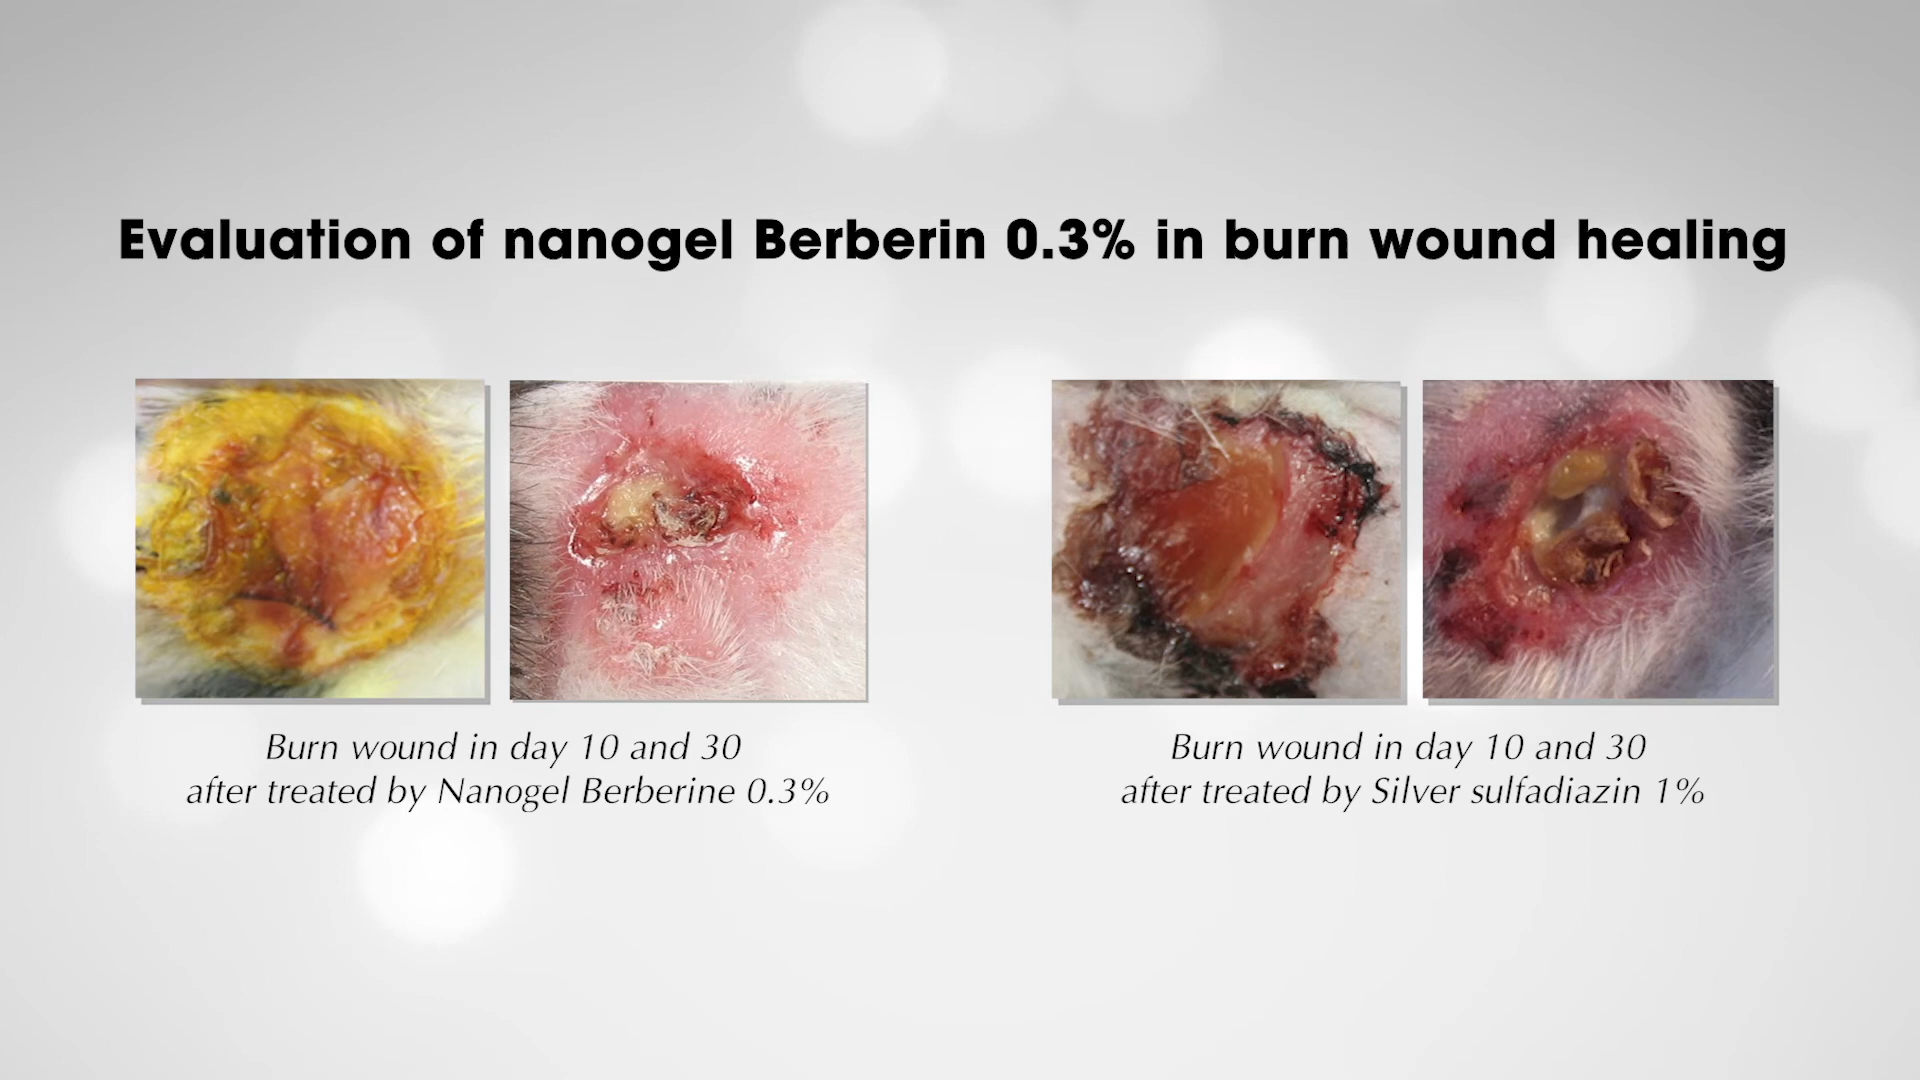 Evaluation of nanogel Berberin 0.3% in burn wound healing
Burn wound in day 10 and 30
after treated by Nanogel Berberine 0.3%
Burn wound in day 10 and 30
after treated by Silver sulfadiazin 1%